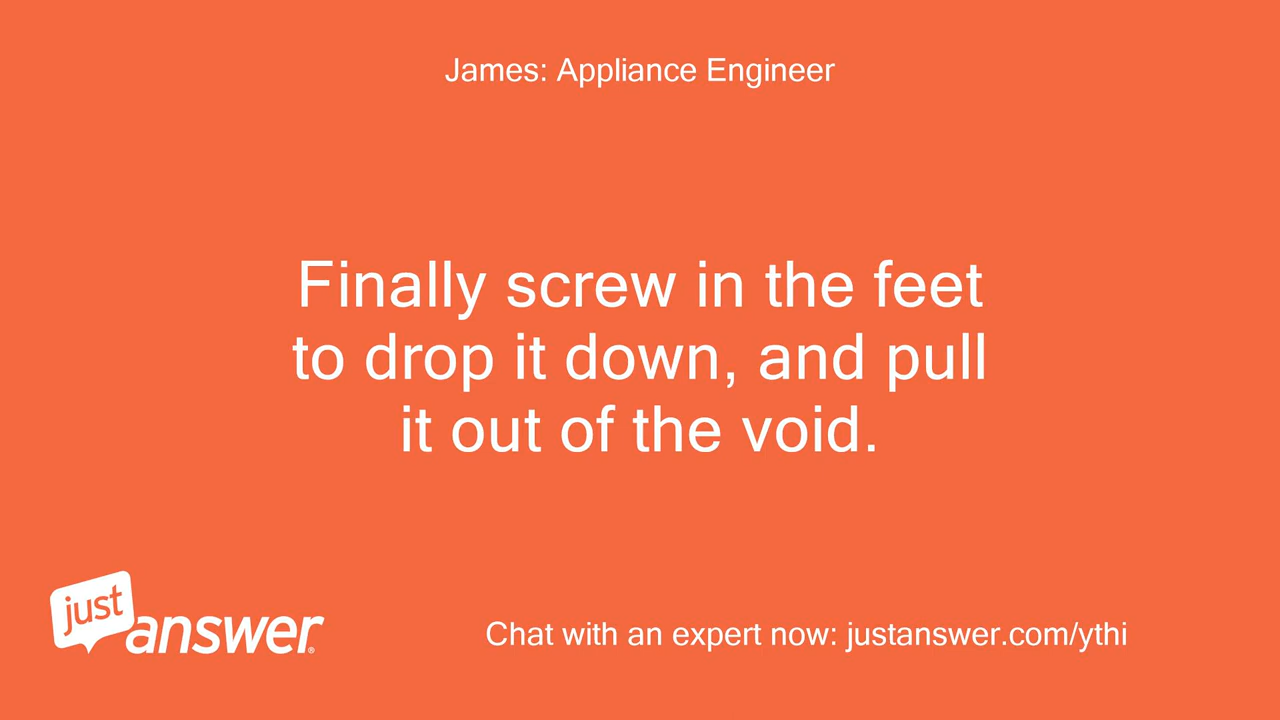 James: Appliance Engineer
Finally screw in the feet
to drop it down, and pull
it out of the void.
just
answer®
Chat with an expert now: justanswer.com/ythi